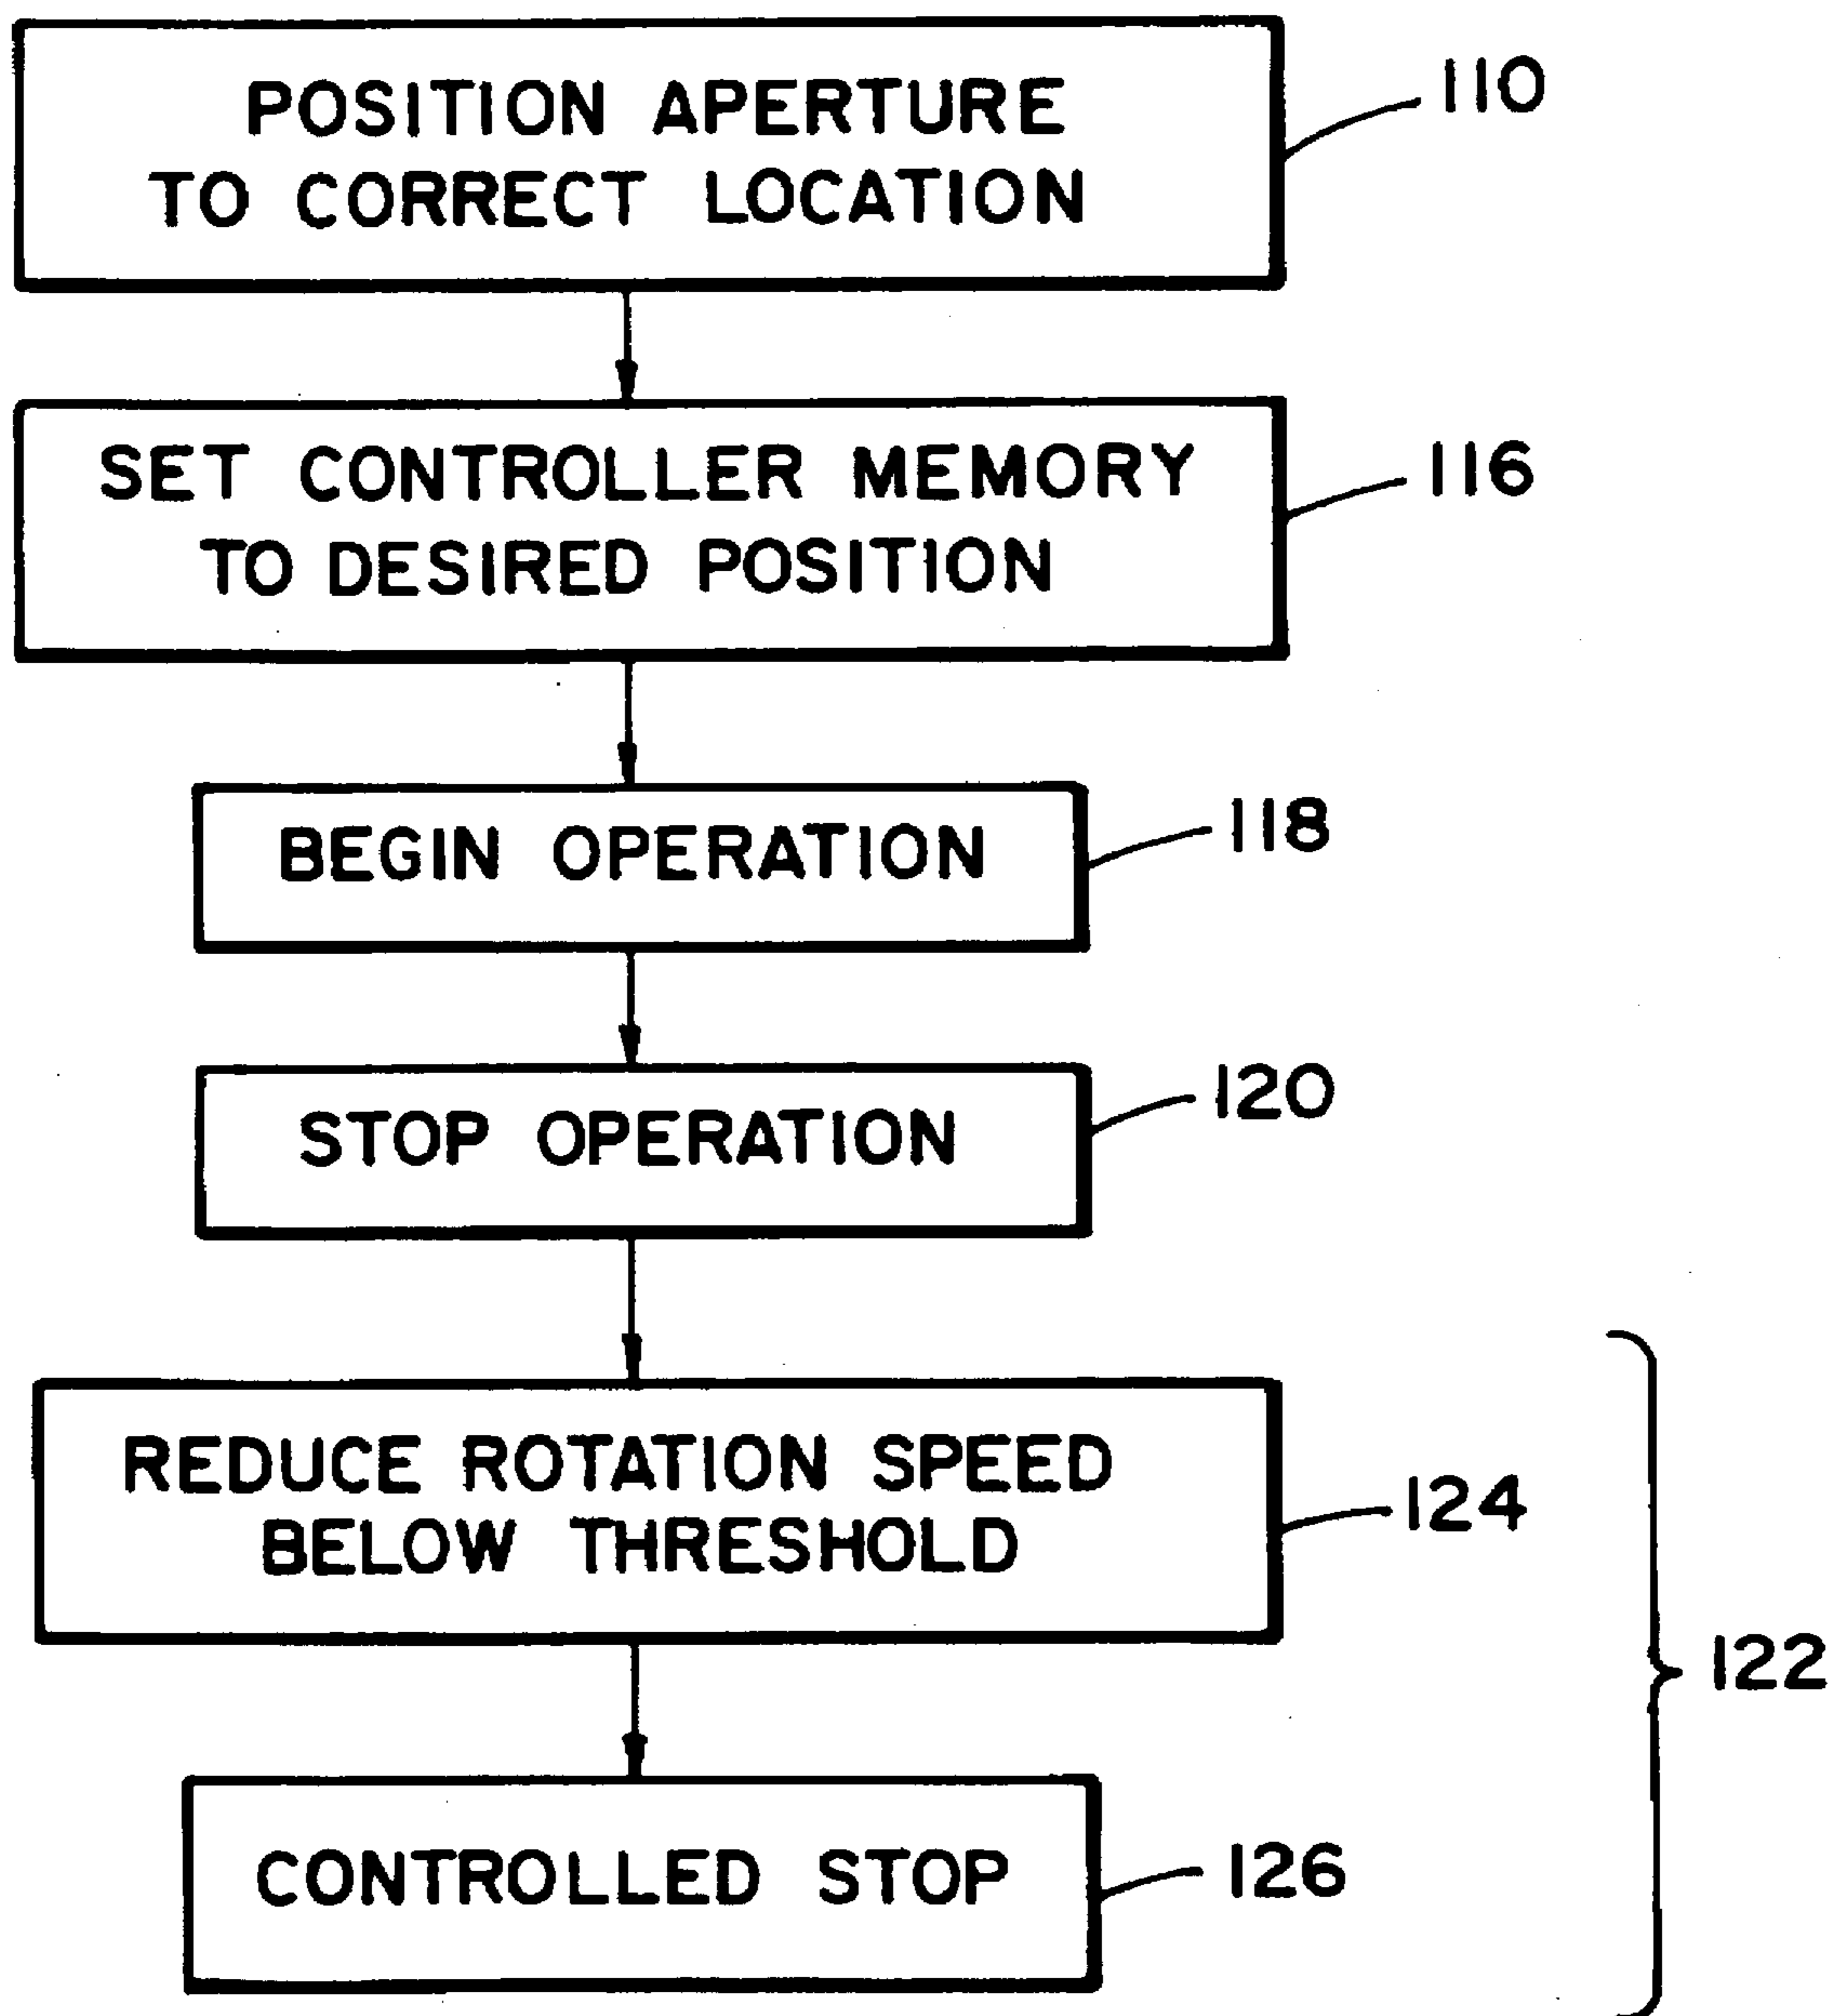 POSITION APERTURE
TO CORRECT LOCATION
110
SET CONTROLLER MEMORY
TO DESIRED POSITION
116
BEGIN OPERATION
118
STOP OPERATION
120
REDUCE ROTATION SPEED
BELOW THRESHOLD
124
122
CONTROLLED STOP
126